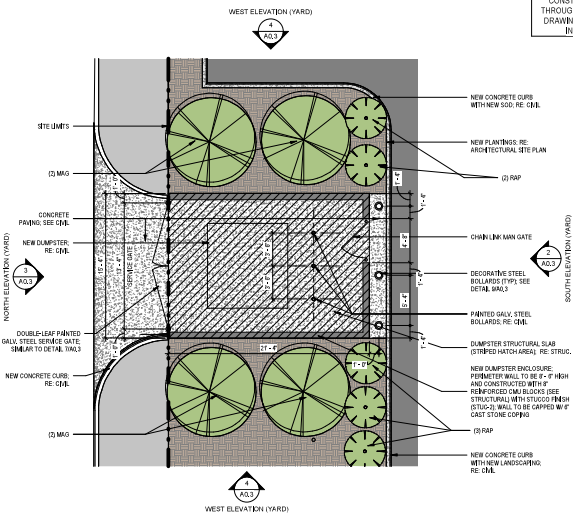 WEST ELEVATION (YARD)
4
A0.3
CONST
THROUG
DRAWIN
IN
SITE LIMITS
(2) MAG
CONCRETE
PAVING; SEE CIVIL
NEW DUMPSTER;
RE: CIVIL
NORTH ELEVATION (YARD)
3
A0.3
DOUBLE-LEAF PAINTED
GALV. STEEL SERVICE GATE;
SIMILAR TO DETAIL 7/A0.3
NEW CONCRETE CURB;
RE: CIVIL
(2) MAG
SERVICE GATE
21'- 4"
1'- 0"
NEW CONCRETE CURB
WITH NEW SOD; RE: CIVIL
NEW PLANTINGS; RE:
ARCHITECTURAL SITE PLAN
(2) RAP
CHAIN LINK MAN GATE
SOUTH ELEVATION (YARD)
2
A0.3
DECORATIVE STEEL
BOLLARDS (TYP); SEE
DETAIL 9/A0.3
PAINTED GALV. STEEL
BOLLARDS; RE: CIVIL
DUMPSTER STRUCTURAL SLAB
(STRIPED HATCH AREA) RE: STRUC.
NEW DUMPSTER ENCLOSURE;
PERIMETER WALL TO BE 8'- 6" HIGH
AND CONSTRUCTED WITH 8"
REINFORCED CMU BLOCKS (SEE
STRUCTURAL) WITH STUCCO FINISH
(STUC-2); WALL TO BE CAPPED W/ 6"
CAST STONE COPING
(3) RAP
NEW CONCRETE CURB
WITH NEW LANDSCAPING;
RE: CIVIL
4
A0.3
WEST ELEVATION (YARD)